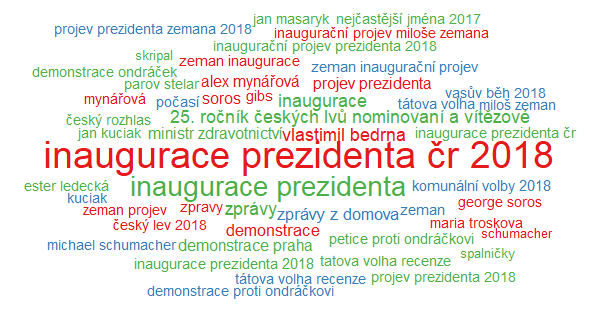 jan masaryk nejčastější jména 2017
projev prezidenta zemana 2018 inaugurační projev miloše zemana
inaugurační projev prezidenta 2018
skripal zeman inaugurace zeman inaugurační projev
demonstrace ondráček
parov stelar alex mynářová projev prezidenta
vasův běh 2018
mynářová počasí soros gibs inaugurace tátova volha miloš zeman
český rozhlas 25. ročník českých lvů nominovaní a vítězové
jan kuciak ministr zdravotnictví vlastimil bedrna inaugurace prezidenta čr
inaugurace prezidenta čr 2018
ester ledecká inaugurace prezidenta komunální volby 2018
kuciak
zeman projev zpravy zprávy zprávy z domova zeman george soros
český lev 2018 demonstrace maria troskova
petice proti ondráčkovi schumacher
michael schumacher demonstrace praha
spalničky
inaugurace prezidenta 2018 tatova volha recenze
tátova volha recenze projev prezidenta 2018
demonstrace proti ondráčkovi